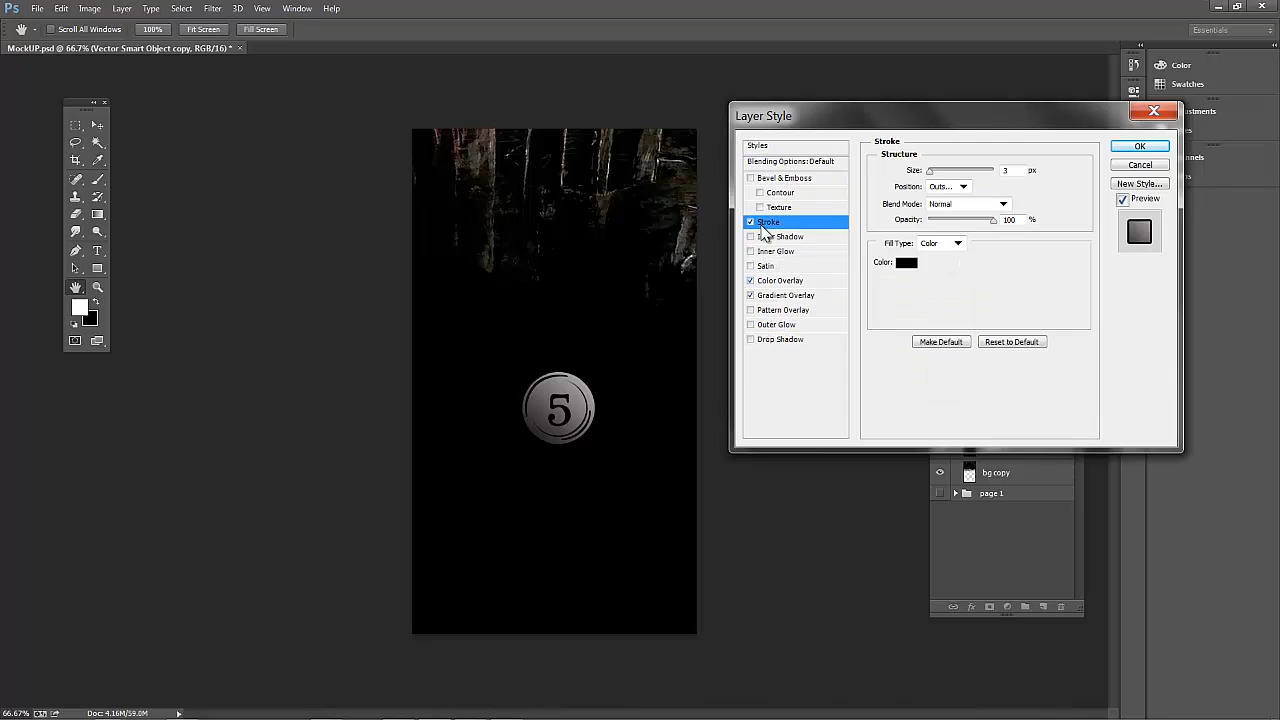 Ps File Edit Image Layer Type Select Filter 3D View Window Help
Scroll All Windows 100% Fit Screen Fill Screen Essentials
MockUP.psd @ 66.7% (Vector Smart Object copy, RGB/16) * ×
Color
Swatches
Layer Style
Styles
Blending Options: Default
Bevel & Emboss
Contour
Texture
Stroke
Shadow
Inner Glow
Satin
Color Overlay
Gradient Overlay
Pattern Overlay
Outer Glow
Drop Shadow
Stroke
Structure
Size: 3 px
Position: Outs...
Blend Mode: Normal
Opacity: 100 %
Fill Type: Color
Color:
Make Default Reset to Default
OK
Cancel
New Style...
Preview
5
bg copy
page 1
fx
66.67% Doc: 4.16M/59.0M